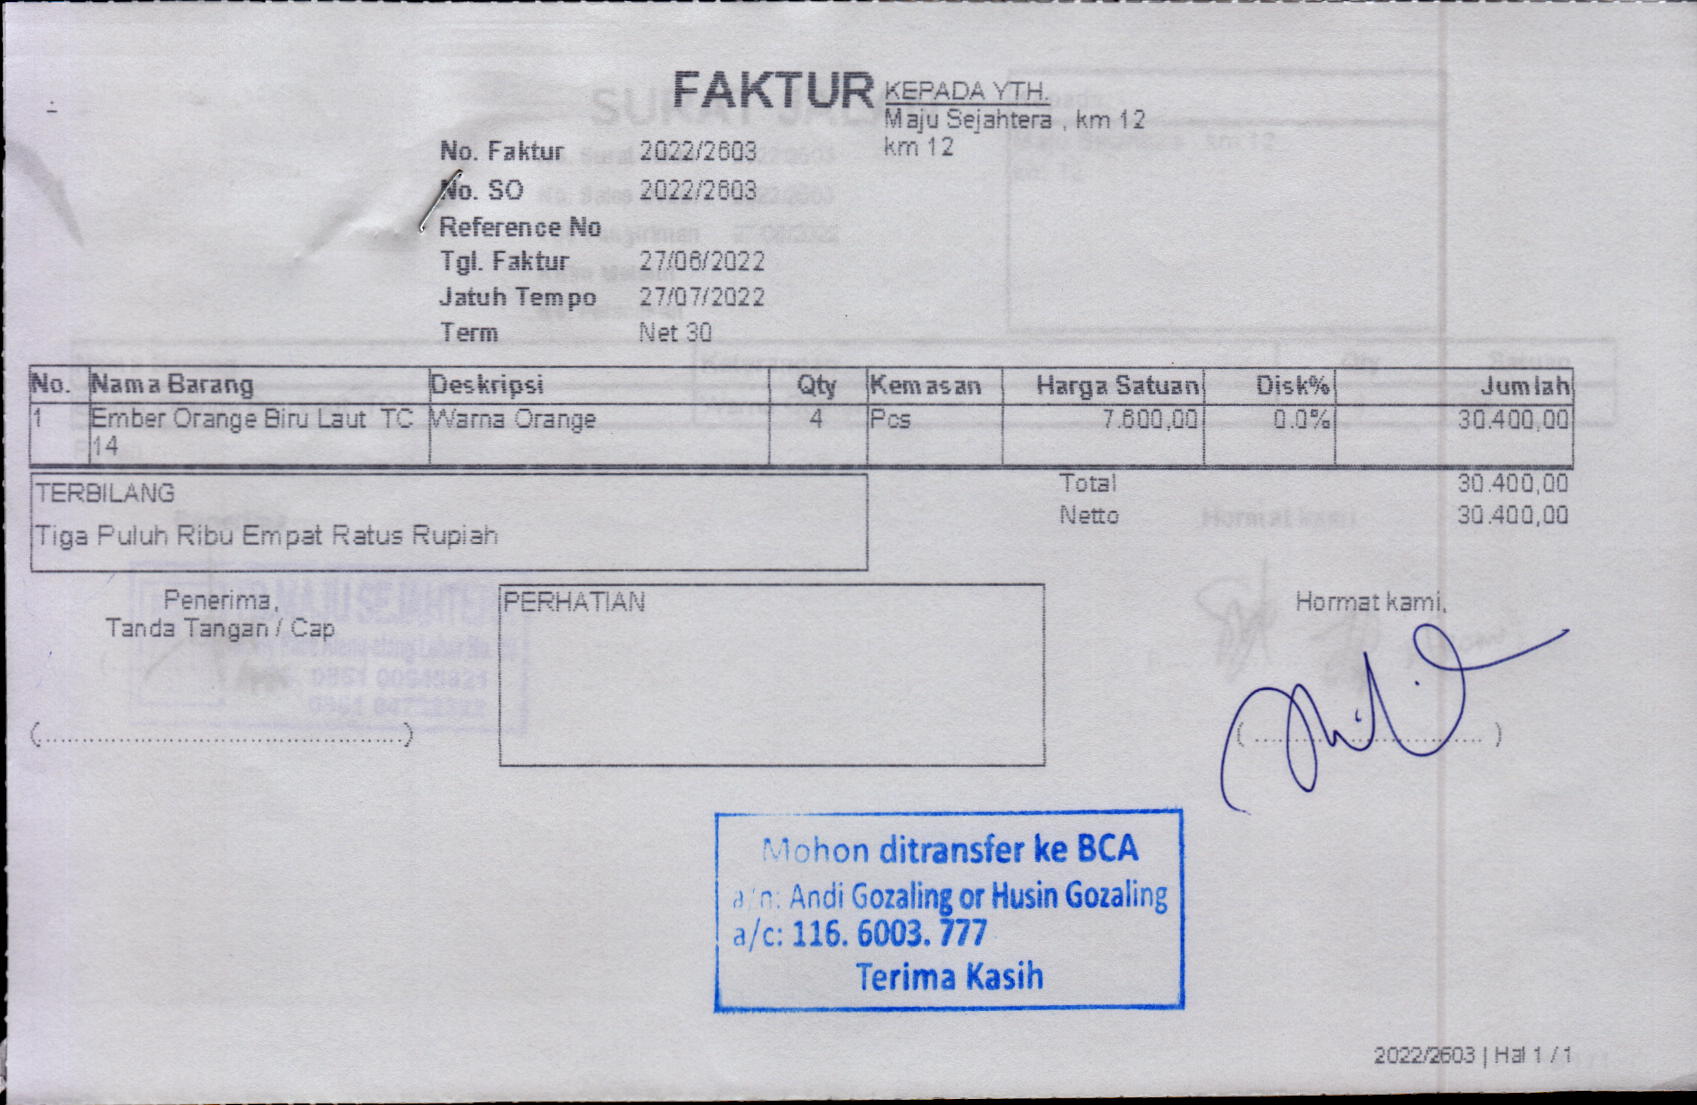 FAKTUR
KEPADA YTH.
Maju Sejahtera , km 12
km 12
No. Faktur 2022/2603
No. SO 2022/2603
Reference No
Tgl. Faktur 27/06/2022
Jatuh Tempo 27/07/2022
Term Net 30
No. Nama Barang Deskripsi Qty Kemasan Harga Satuan Disk% Jumlah
1 Ember Orange Biru Laut TC Warna Orange 4 Pcs 7.600,00 0.0% 30.400,00
14
TERBILANG
Tiga Puluh Ribu Empat Ratus Rupiah
Total 30.400,00
Netto 30.400,00
Penerima,
Tanda Tangan / Cap
(..............................................)
PERHATIAN
Hormat kami,
( .............................. )
Mohon ditransfer ke BCA
a/n: Andi Gozaling or Husin Gozaling
a/c: 116. 6003. 777
Terima Kasih
2022/2603 | Hal 1 / 1